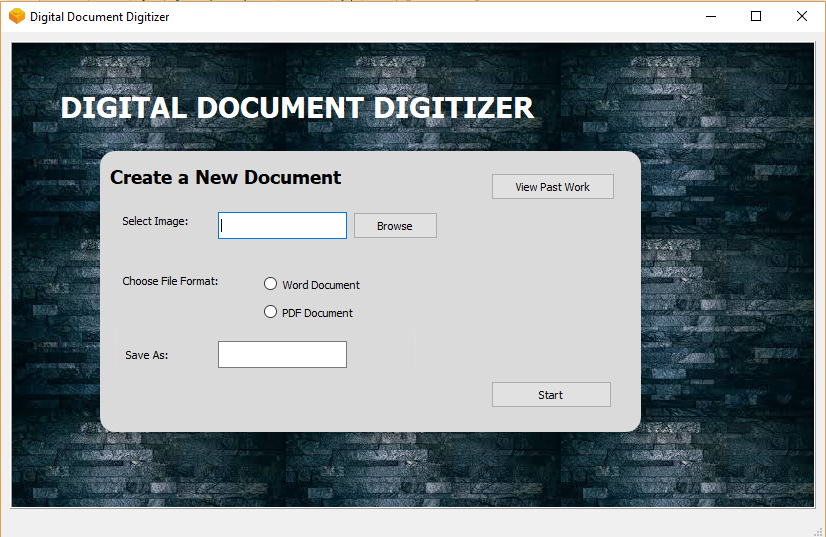 Digital Document Digitizer
DIGITAL DOCUMENT DIGITIZER
Create a New Document
View Past Work
Select Image:
Browse
Choose File Format:
Word Document
PDF Document
Save As:
Start